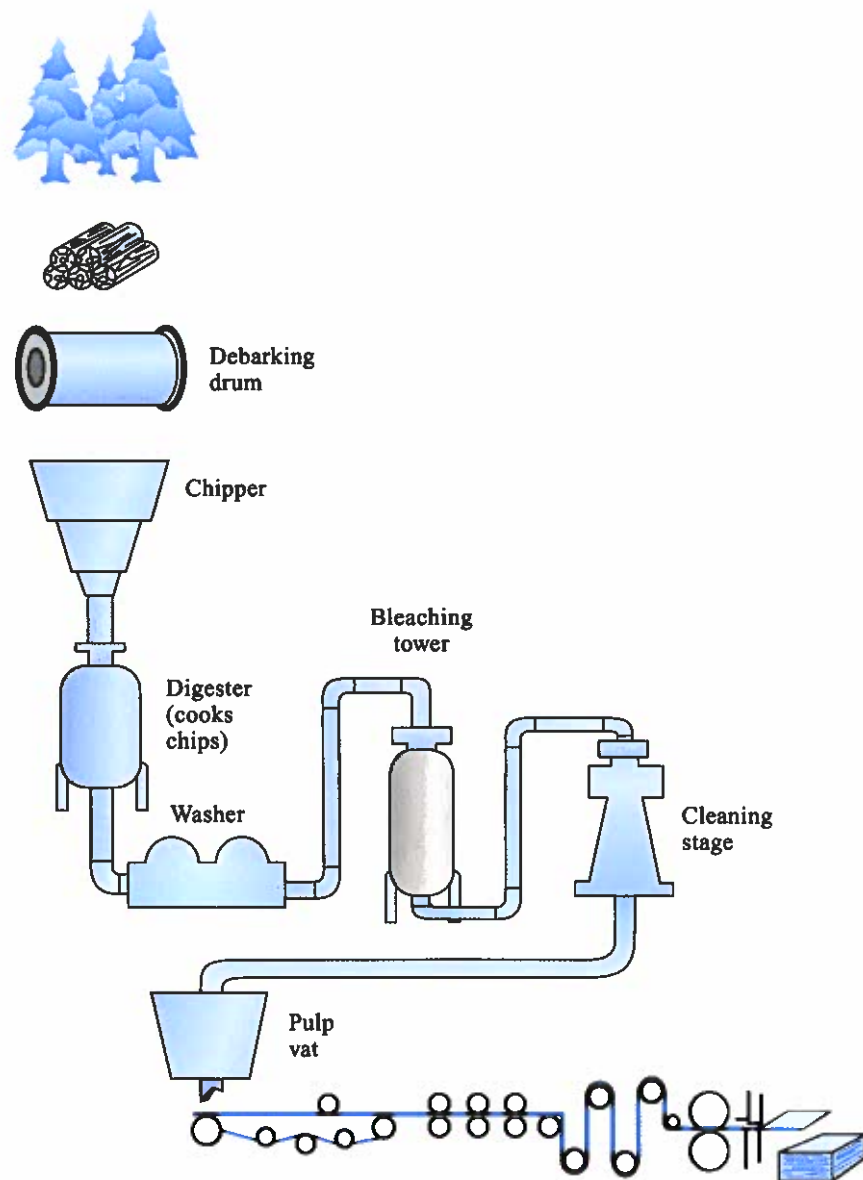 Debarking
drum
Chipper
Bleaching
tower
Digester
(cooks
chips)
Washer
Cleaning
stage
Pulp
vat